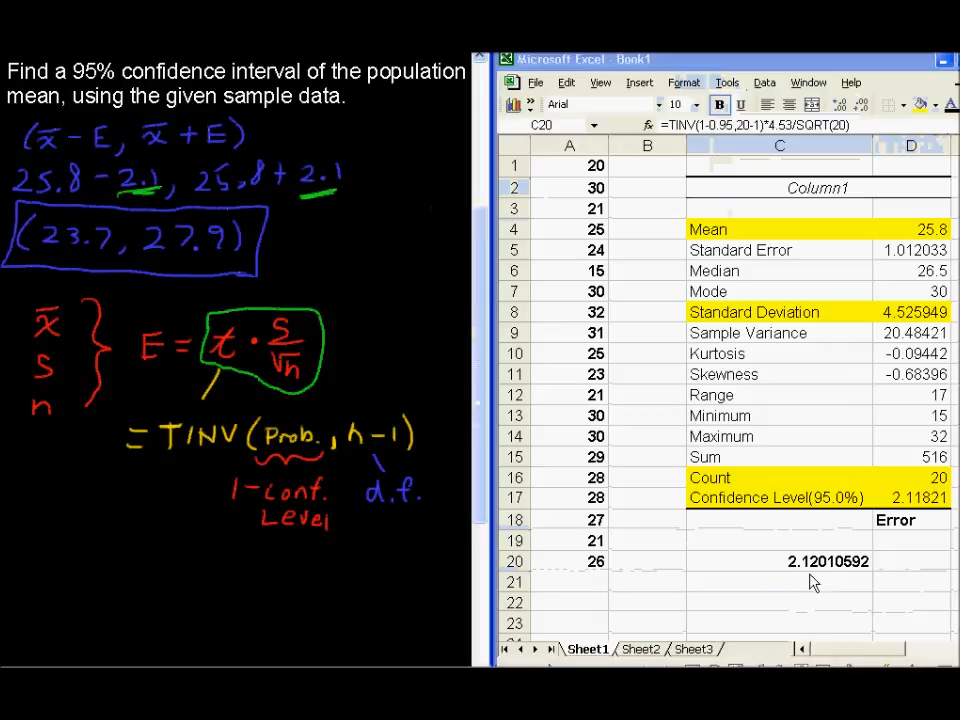 Find a 95% confidence interval of the population
mean, using the given sample data.
(x̄ - E, x̄ + E)
25.8 - 2.1, 25.8 + 2.1
(23.7, 27.9)
x̄
s
n
E = t · s/√n
= TINV (Prob., n-1)
1-conf. Level
d.f.
Microsoft Excel - Book1
File Edit View Insert Format Tools Data Window Help
Arial 10 B U
C20 fx =TINV(1-0.95,20-1)*4.53/SQRT(20)
A B C D
1 20
2 30 Column1
3 21
4 25 Mean 25.8
5 24 Standard Error 1.012033
6 15 Median 26.5
7 30 Mode 30
8 32 Standard Deviation 4.525949
9 31 Sample Variance 20.48421
10 25 Kurtosis -0.09442
11 23 Skewness -0.68396
12 21 Range 17
13 30 Minimum 15
14 30 Maximum 32
15 29 Sum 516
16 28 Count 20
17 28 Confidence Level(95.0%) 2.11821
18 27 Error
19 21
20 26 2.12010592
21
22
23
Sheet1 Sheet2 Sheet3